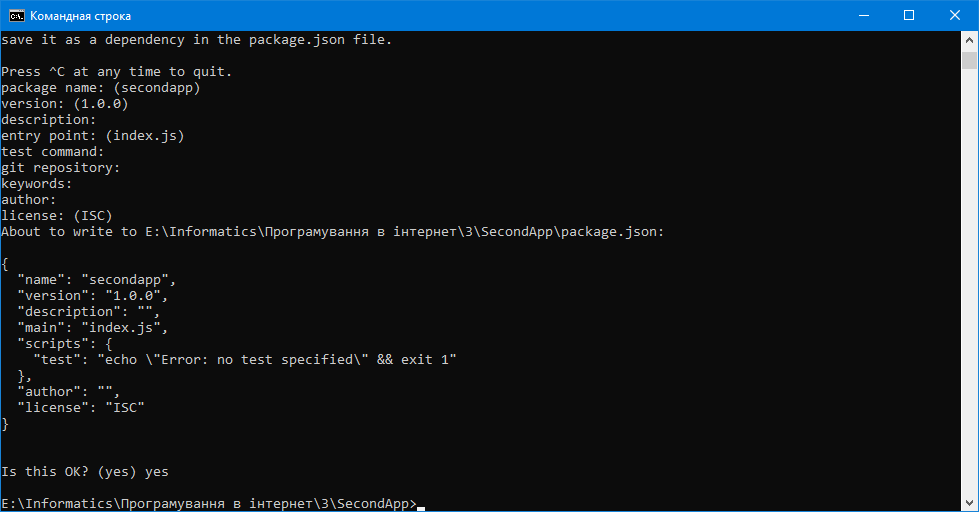 Командная строка
save it as a dependency in the package.json file.
Press ^C at any time to quit.
package name: (secondapp)
version: (1.0.0)
description:
entry point: (index.js)
test command:
git repository:
keywords:
author:
license: (ISC)
About to write to E:\Informatics\Програмування в інтернет\3\SecondApp\package.json:
{
  "name": "secondapp",
  "version": "1.0.0",
  "description": "",
  "main": "index.js",
  "scripts": {
    "test": "echo \"Error: no test specified\" && exit 1"
  },
  "author": "",
  "license": "ISC"
}
Is this OK? (yes) yes
E:\Informatics\Програмування в інтернет\3\SecondApp>